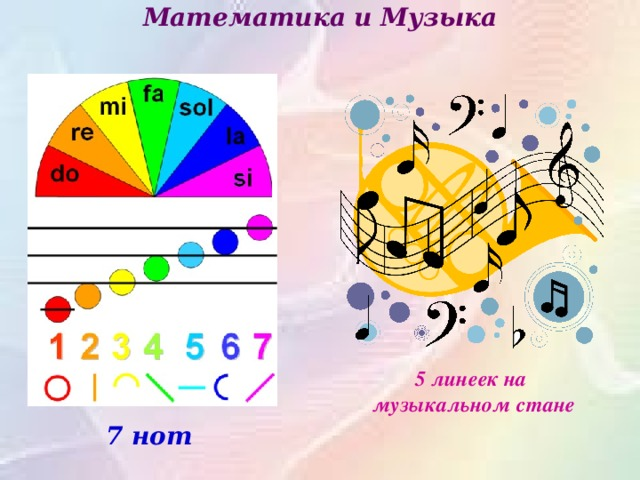 Математика и Музыка
do
re
mi
fa
sol
la
si
1 2 3 4 5 6 7
7 нот
5 линеек на
музыкальном стане